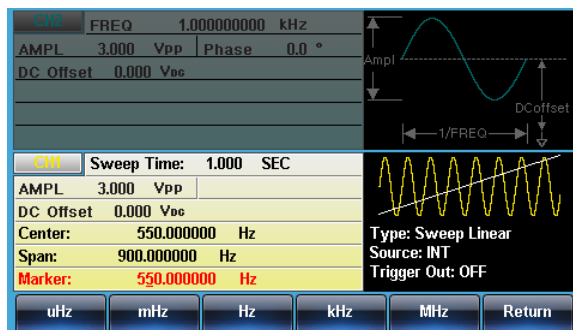 CH2 FREQ 1.000000000 kHz
AMPL 3.000 Vpp Phase 0.0 °
DC Offset 0.000 VDC
Ampl
DCoffset
1/FREQ
CH1 Sweep Time: 1.000 SEC
AMPL 3.000 Vpp
DC Offset 0.000 VDC
Center: 550.000000 Hz
Span: 900.000000 Hz
Marker: 550.000000 Hz
Type: Sweep Linear
Source: INT
Trigger Out: OFF
uHz mHz Hz kHz MHz Return